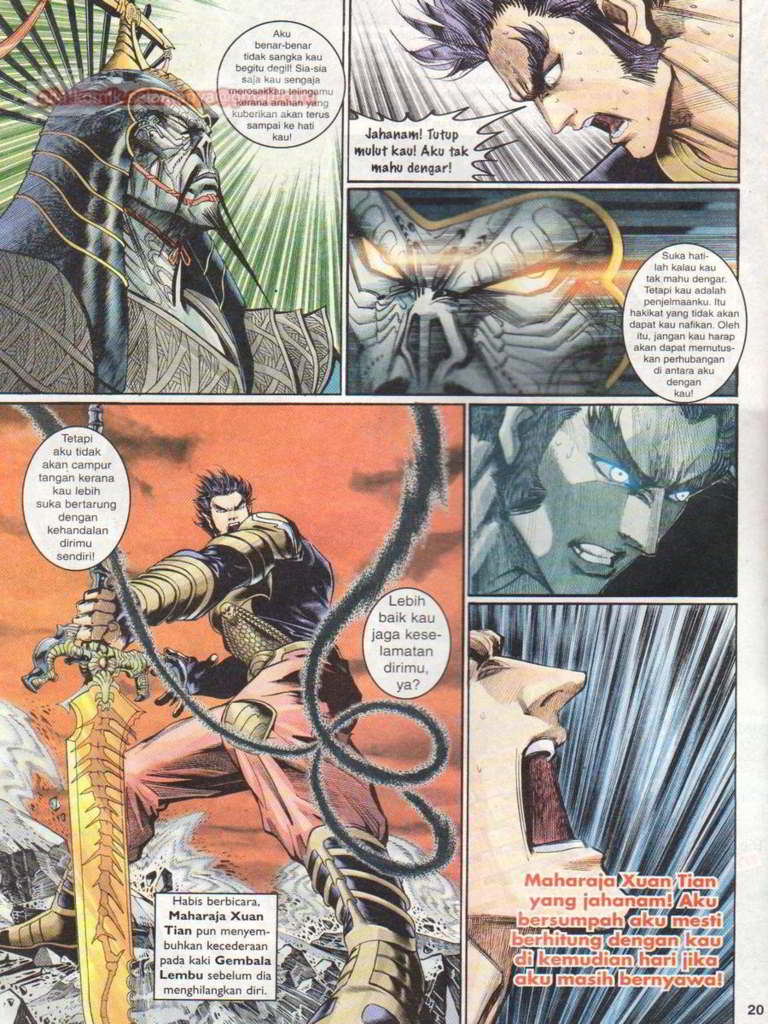 Aku
benar-benar
tidak sangka kau
begitu degil! Sia-sia
saja kau sengaja
merosakkan telingamu
kerana arahan yang
kuberikan akan terus
sampai ke hati
kau!
Jahanam! Tutup
mulut kau! Aku tak
mahu dengar!
Suka hati-
lah kalau kau
tak mahu dengar.
Tetapi kau adalah
penjelmaanku. Itu
hakikat yang tidak akan
dapat kau nafikan. Oleh
itu, jangan kau harap
akan dapat memutus-
kan perhubungan
di antara aku
dengan
kau!
Tetapi
aku tidak
akan campur
tangan kerana
kau lebih
suka bertarung
dengan
kehandalan
dirimu
sendiri!
Lebih
baik kau
jaga kese-
lamatan
dirimu,
ya?
Habis berbicara,
Maharaja Xuan
Tian pun menyem-
buhkan kecederaan
pada kaki Gembala
Lembu sebelum dia
menghilangkan diri.
Maharaja Xuan Tian
yang jahanam! Aku
bersumpah aku mesti
berhitung dengan kau
di kemudian hari jika
aku masih bernyawa!
20